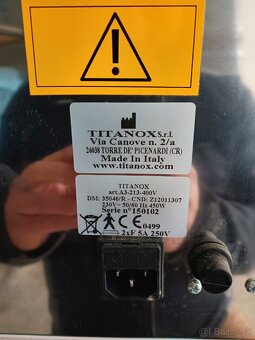 TITANOX S.r.l.
Via Canove n. 2/a
26038 TORRE DE' PICENARDI (CR)
Made In Italy
www.titanox.com
TITANOX
art.A3-213-400V
DM: 35046/R - CND: Z12011307
230V~ 50/60 Hz 450W
Serie n° 150102
CE 0499
2xF 5A 250V